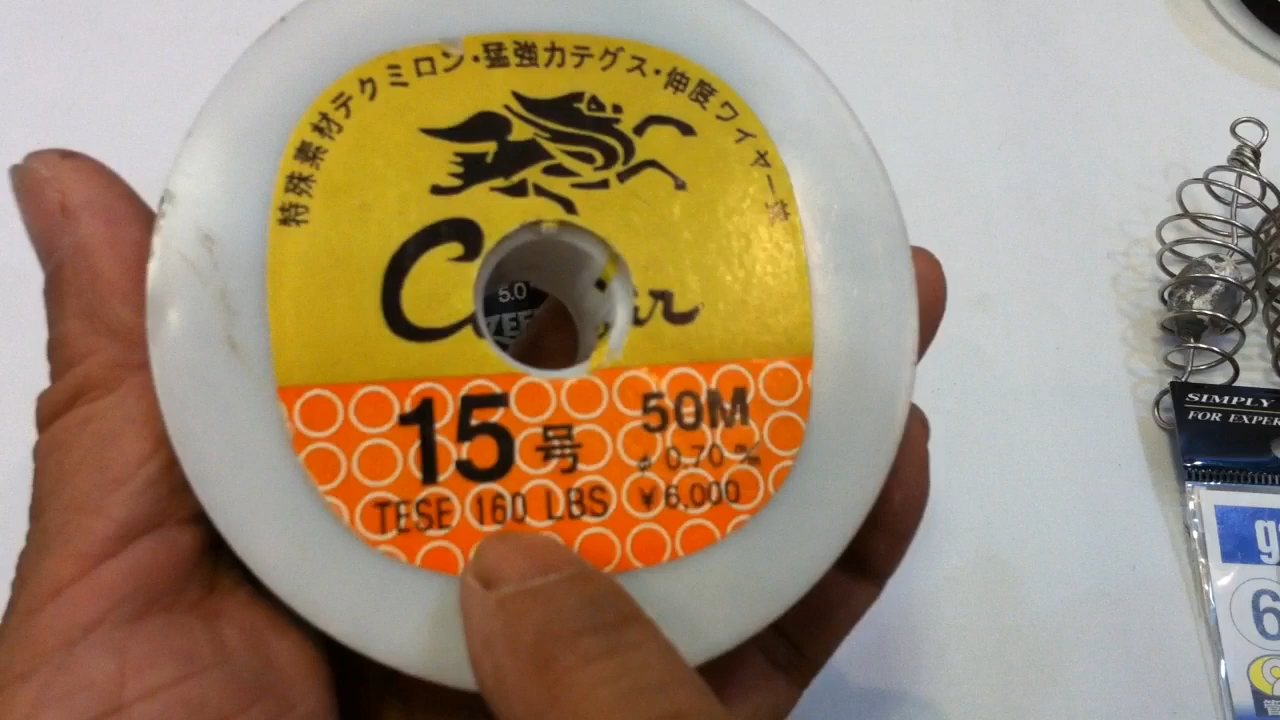 特殊素材テクミロン・猛強力テグス・伸度ワイヤー並
5.0
15号
50M
φ 0.70 ㎜
TESE 160 LBS
¥6,000
SIMPLY
FOR EXPER
g
6